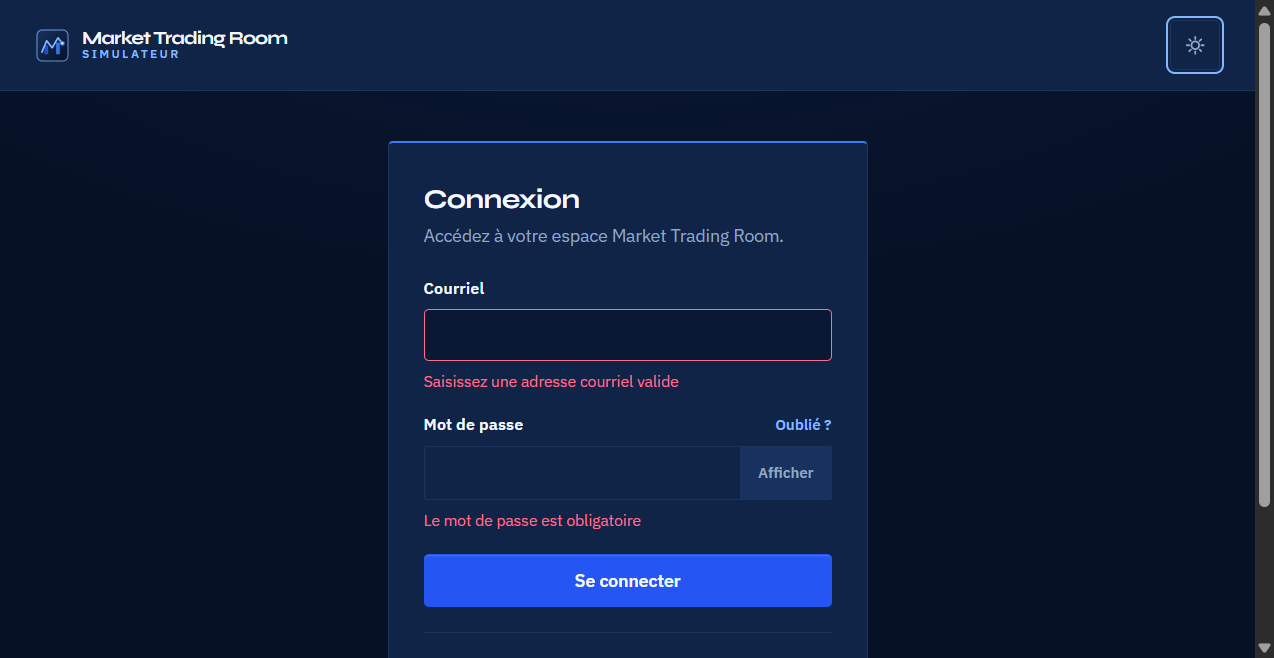 Market Trading Room
SIMULATEUR
Connexion
Accédez à votre espace Market Trading Room.
Courriel
Saisissez une adresse courriel valide
Mot de passe
Oublié ?
Afficher
Le mot de passe est obligatoire
Se connecter